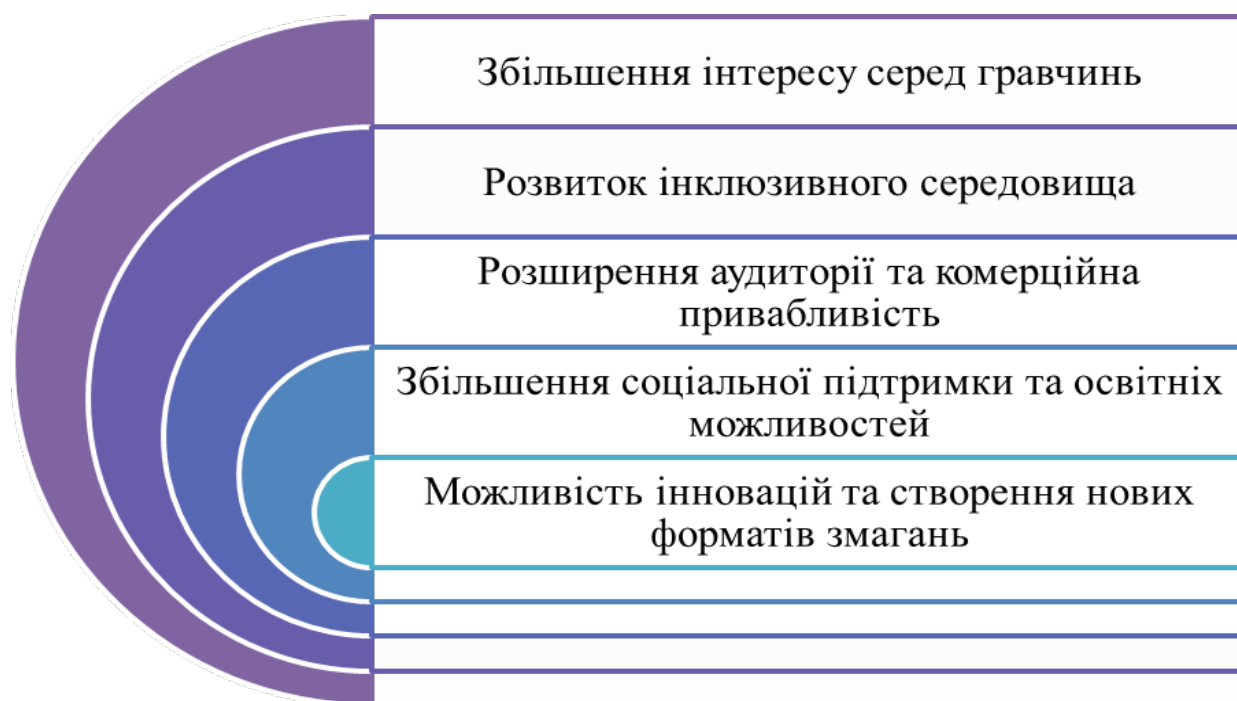 Збільшення інтересу серед гравчинь
Розвиток інклюзивного середовища
Розширення аудиторії та комерційна
привабливість
Збільшення соціальної підтримки та освітніх
можливостей
Можливість інновацій та створення нових
форматів змагань